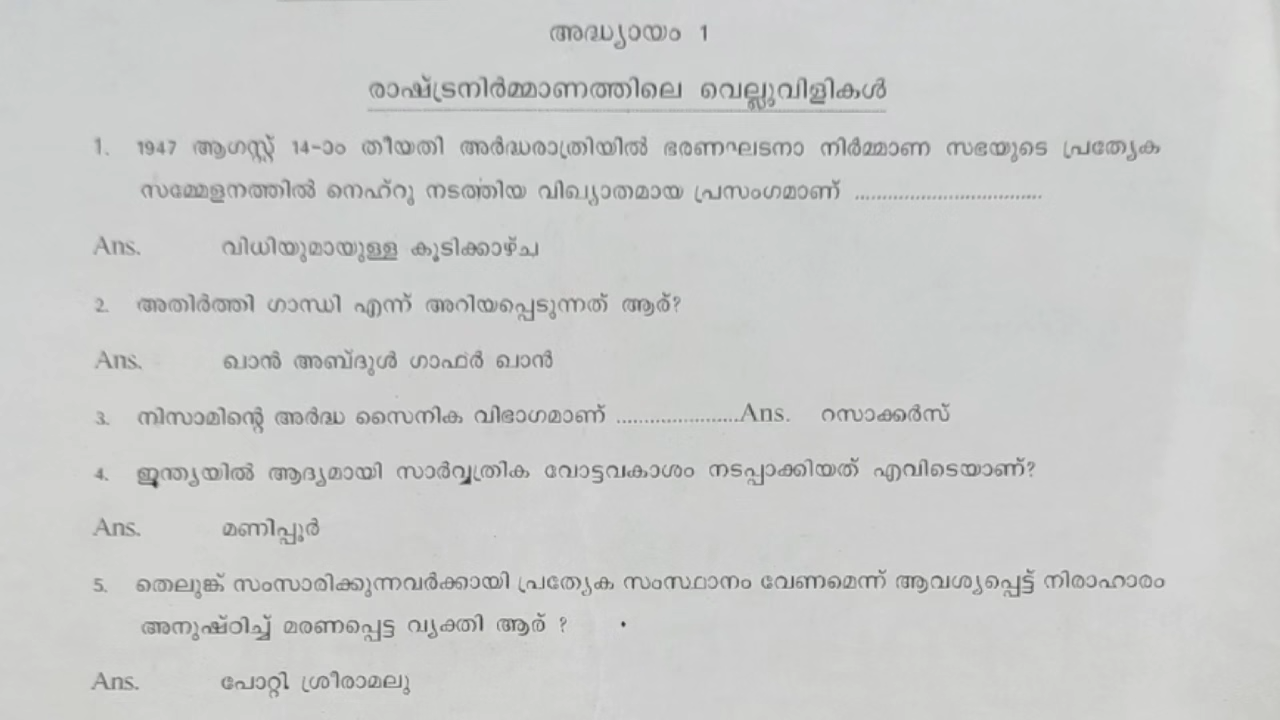 അദ്ധ്യായം 1
രാഷ്ട്രനിർമ്മാണത്തിലെ വെല്ലുവിളികൾ
1. 1947 ആഗസ്റ്റ് 14-ാം തീയതി അർദ്ധരാത്രിയിൽ ഭരണഘടനാ നിർമ്മാണ സഭയുടെ പ്രത്യേക
സമ്മേളനത്തിൽ നെഹ്റു നടത്തിയ വിഖ്യാതമായ പ്രസംഗമാണ് ..................................
Ans. വിധിയുമായുള്ള കൂടിക്കാഴ്ച
2. അതിർത്തി ഗാന്ധി എന്ന് അറിയപ്പെടുന്നത് ആര്?
Ans. ഖാൻ അബ്ദുൾ ഗാഫർ ഖാൻ
3. നിസാമിന്റെ അർദ്ധ സൈനിക വിഭാഗമാണ് ......................Ans. റസാക്കർസ്
4. ഇന്ത്യയിൽ ആദ്യമായി സാർവ്വത്രിക വോട്ടവകാശം നടപ്പാക്കിയത് എവിടെയാണ്?
Ans. മണിപ്പൂർ
5. തെലുങ്ക് സംസാരിക്കുന്നവർക്കായി പ്രത്യേക സംസ്ഥാനം വേണമെന്ന് ആവശ്യപ്പെട്ട് നിരാഹാരം
അനുഷ്ഠിച്ച് മരണപ്പെട്ട വ്യക്തി ആര് ?
Ans. പോറ്റി ശ്രീരാമലു